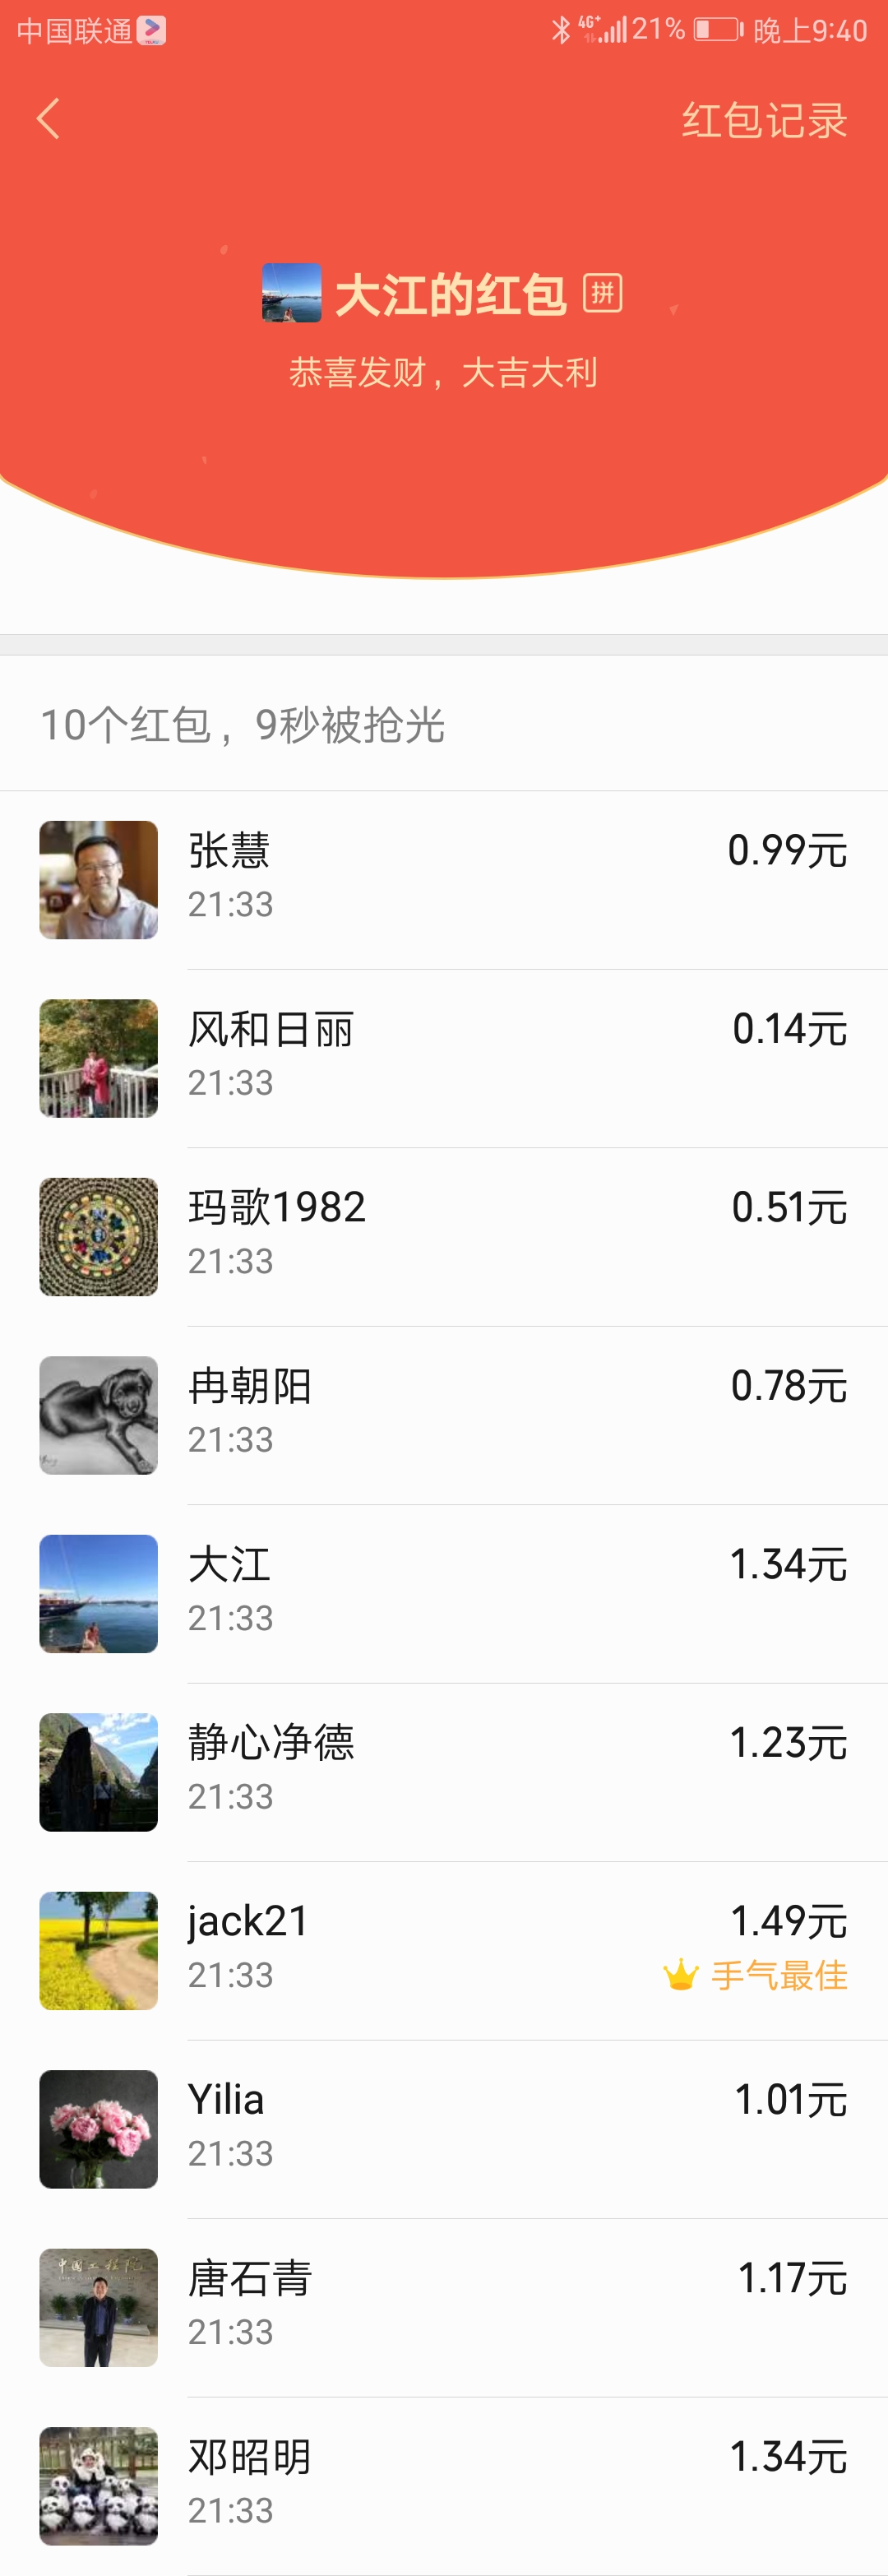 中国联通
4G+ 21% 晚上9:40
红包记录
大江的红包 拼
恭喜发财，大吉大利
10个红包，9秒被抢光
张慧 0.99元
21:33
风和日丽 0.14元
21:33
玛歌1982 0.51元
21:33
冉朝阳 0.78元
21:33
大江 1.34元
21:33
静心净德 1.23元
21:33
jack21 1.49元
21:33 手气最佳
Yilia 1.01元
21:33
中国工程院
唐石青 1.17元
21:33
邓昭明 1.34元
21:33